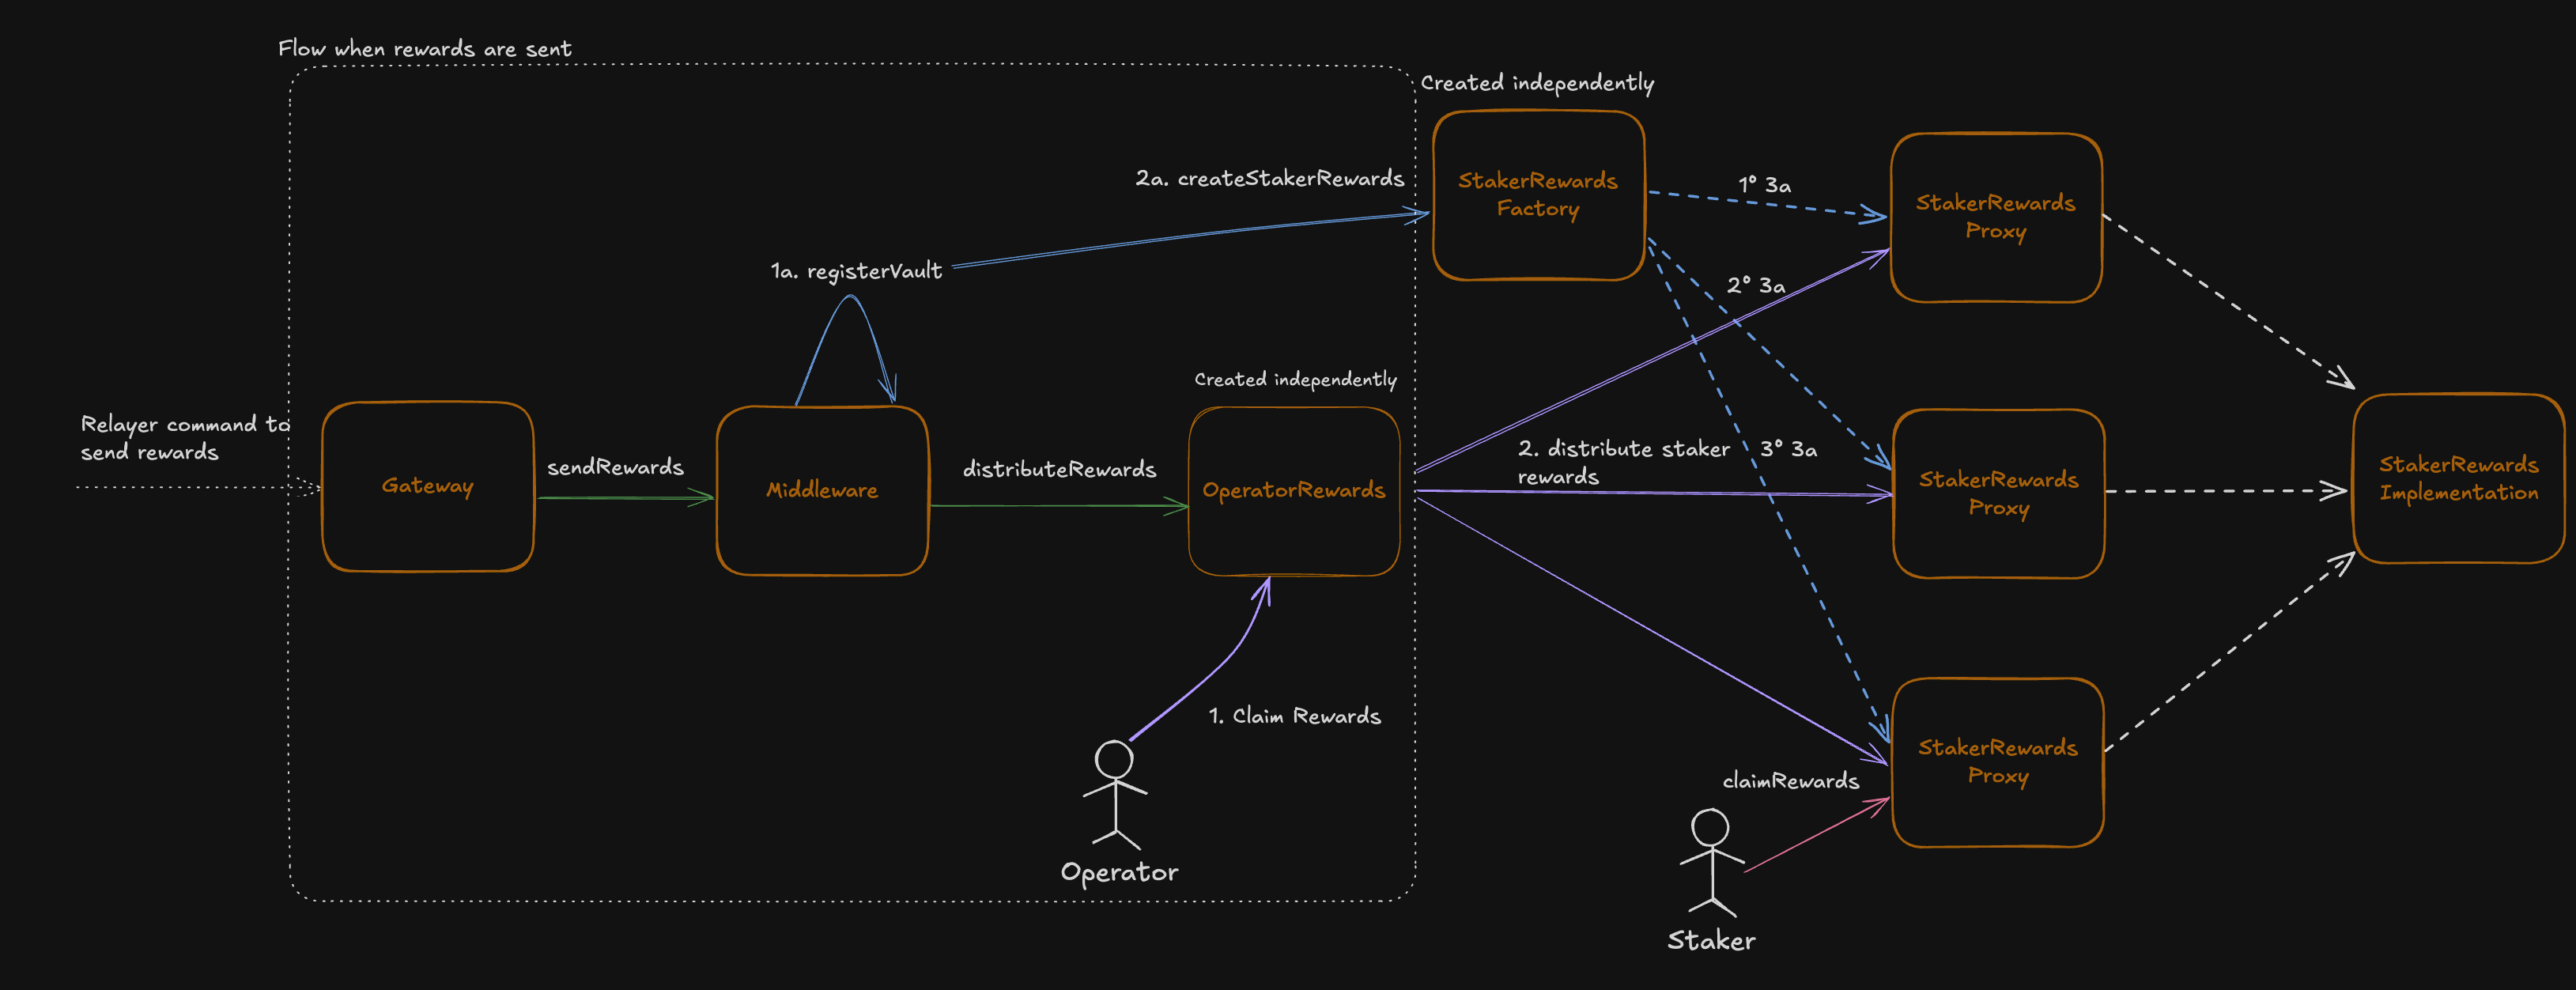 Flow when rewards are sent
Created independently
StakerRewards
Factory
1° 3a
StakerRewards
Proxy
2a. createStakerRewards
1a. registerVault
2° 3a
Created independently
Relayer command to
send rewards
Gateway
sendRewards
Middleware
distributeRewards
OperatorRewards
2. distribute staker
rewards
3° 3a
StakerRewards
Proxy
StakerRewards
Implementation
1. Claim Rewards
Operator
claimRewards
StakerRewards
Proxy
Staker